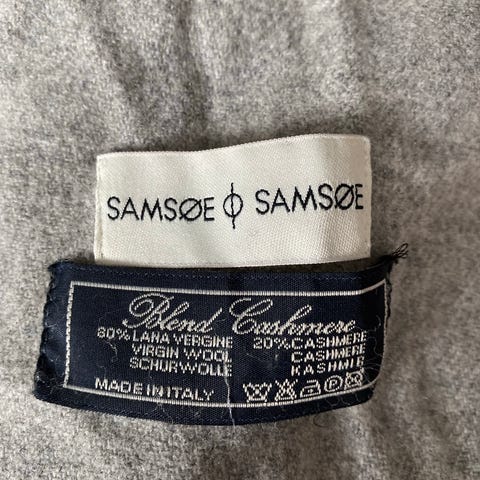 SAMSØE ϕ SAMSØE
Blend Cashmere
80% LANA VERGINE 20% CASHMERE
VIRGIN WOOL CASHMERE
SCHURWOLLE KASHMIR
MADE IN ITALY